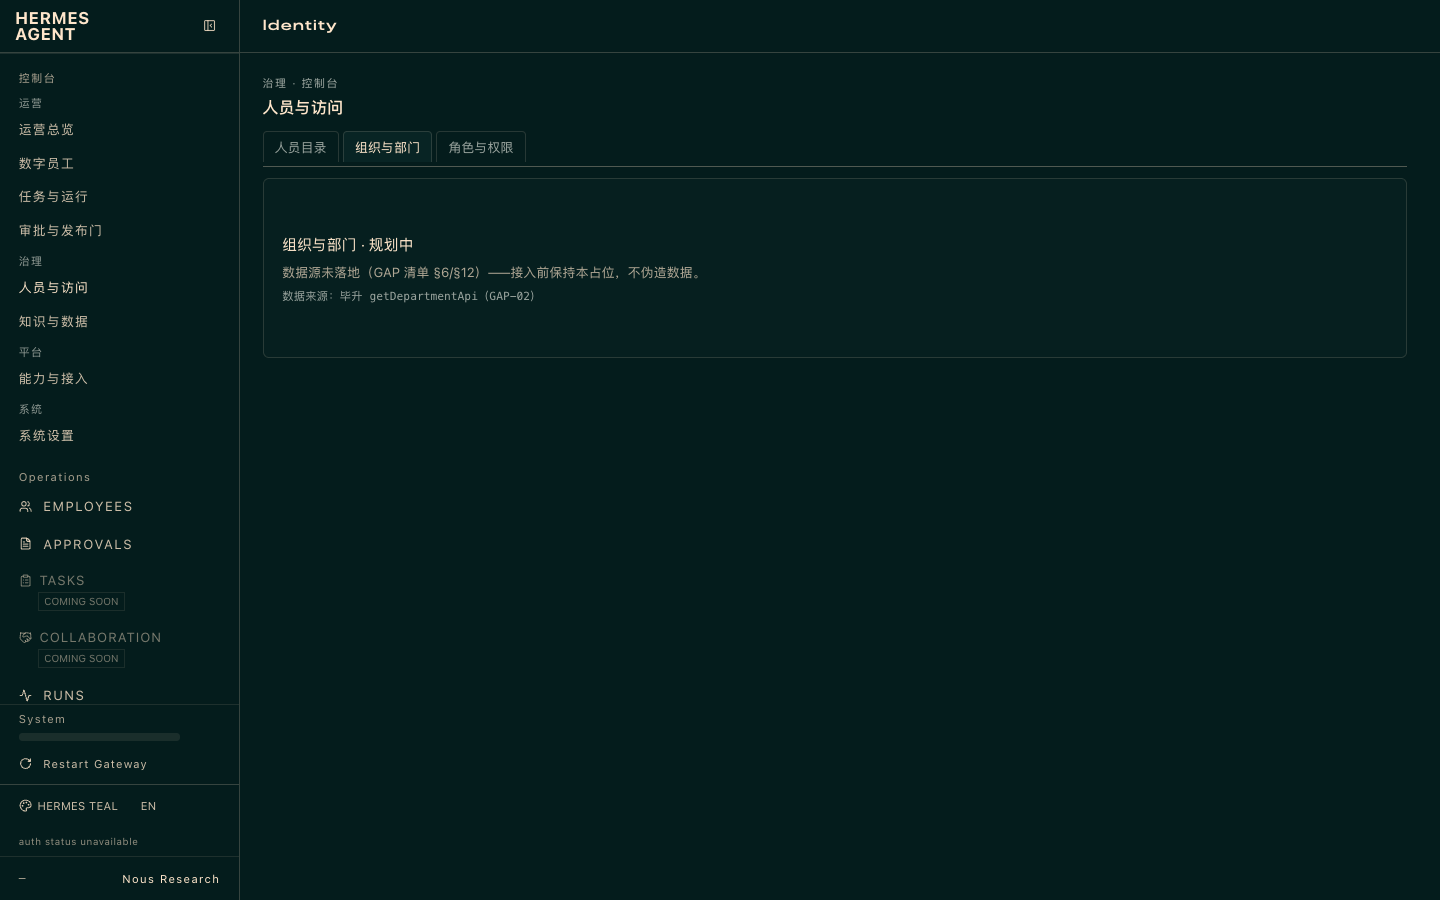 HERMES
AGENT
控制台
运营
运营总览
数字员工
任务与运行
审批与发布门
治理
人员与访问
知识与数据
平台
能力与接入
系统
系统设置
Operations
EMPLOYEES
APPROVALS
TASKS
COMING SOON
COLLABORATION
COMING SOON
RUNS
System
Restart Gateway
HERMES TEAL EN
auth status unavailable
— Nous Research
Identity
治理 · 控制台
人员与访问
人员目录 组织与部门 角色与权限
组织与部门 · 规划中
数据源未落地（GAP 清单 §6/§12）——接入前保持本占位，不伪造数据。
数据来源：毕升 getDepartmentApi（GAP-02）